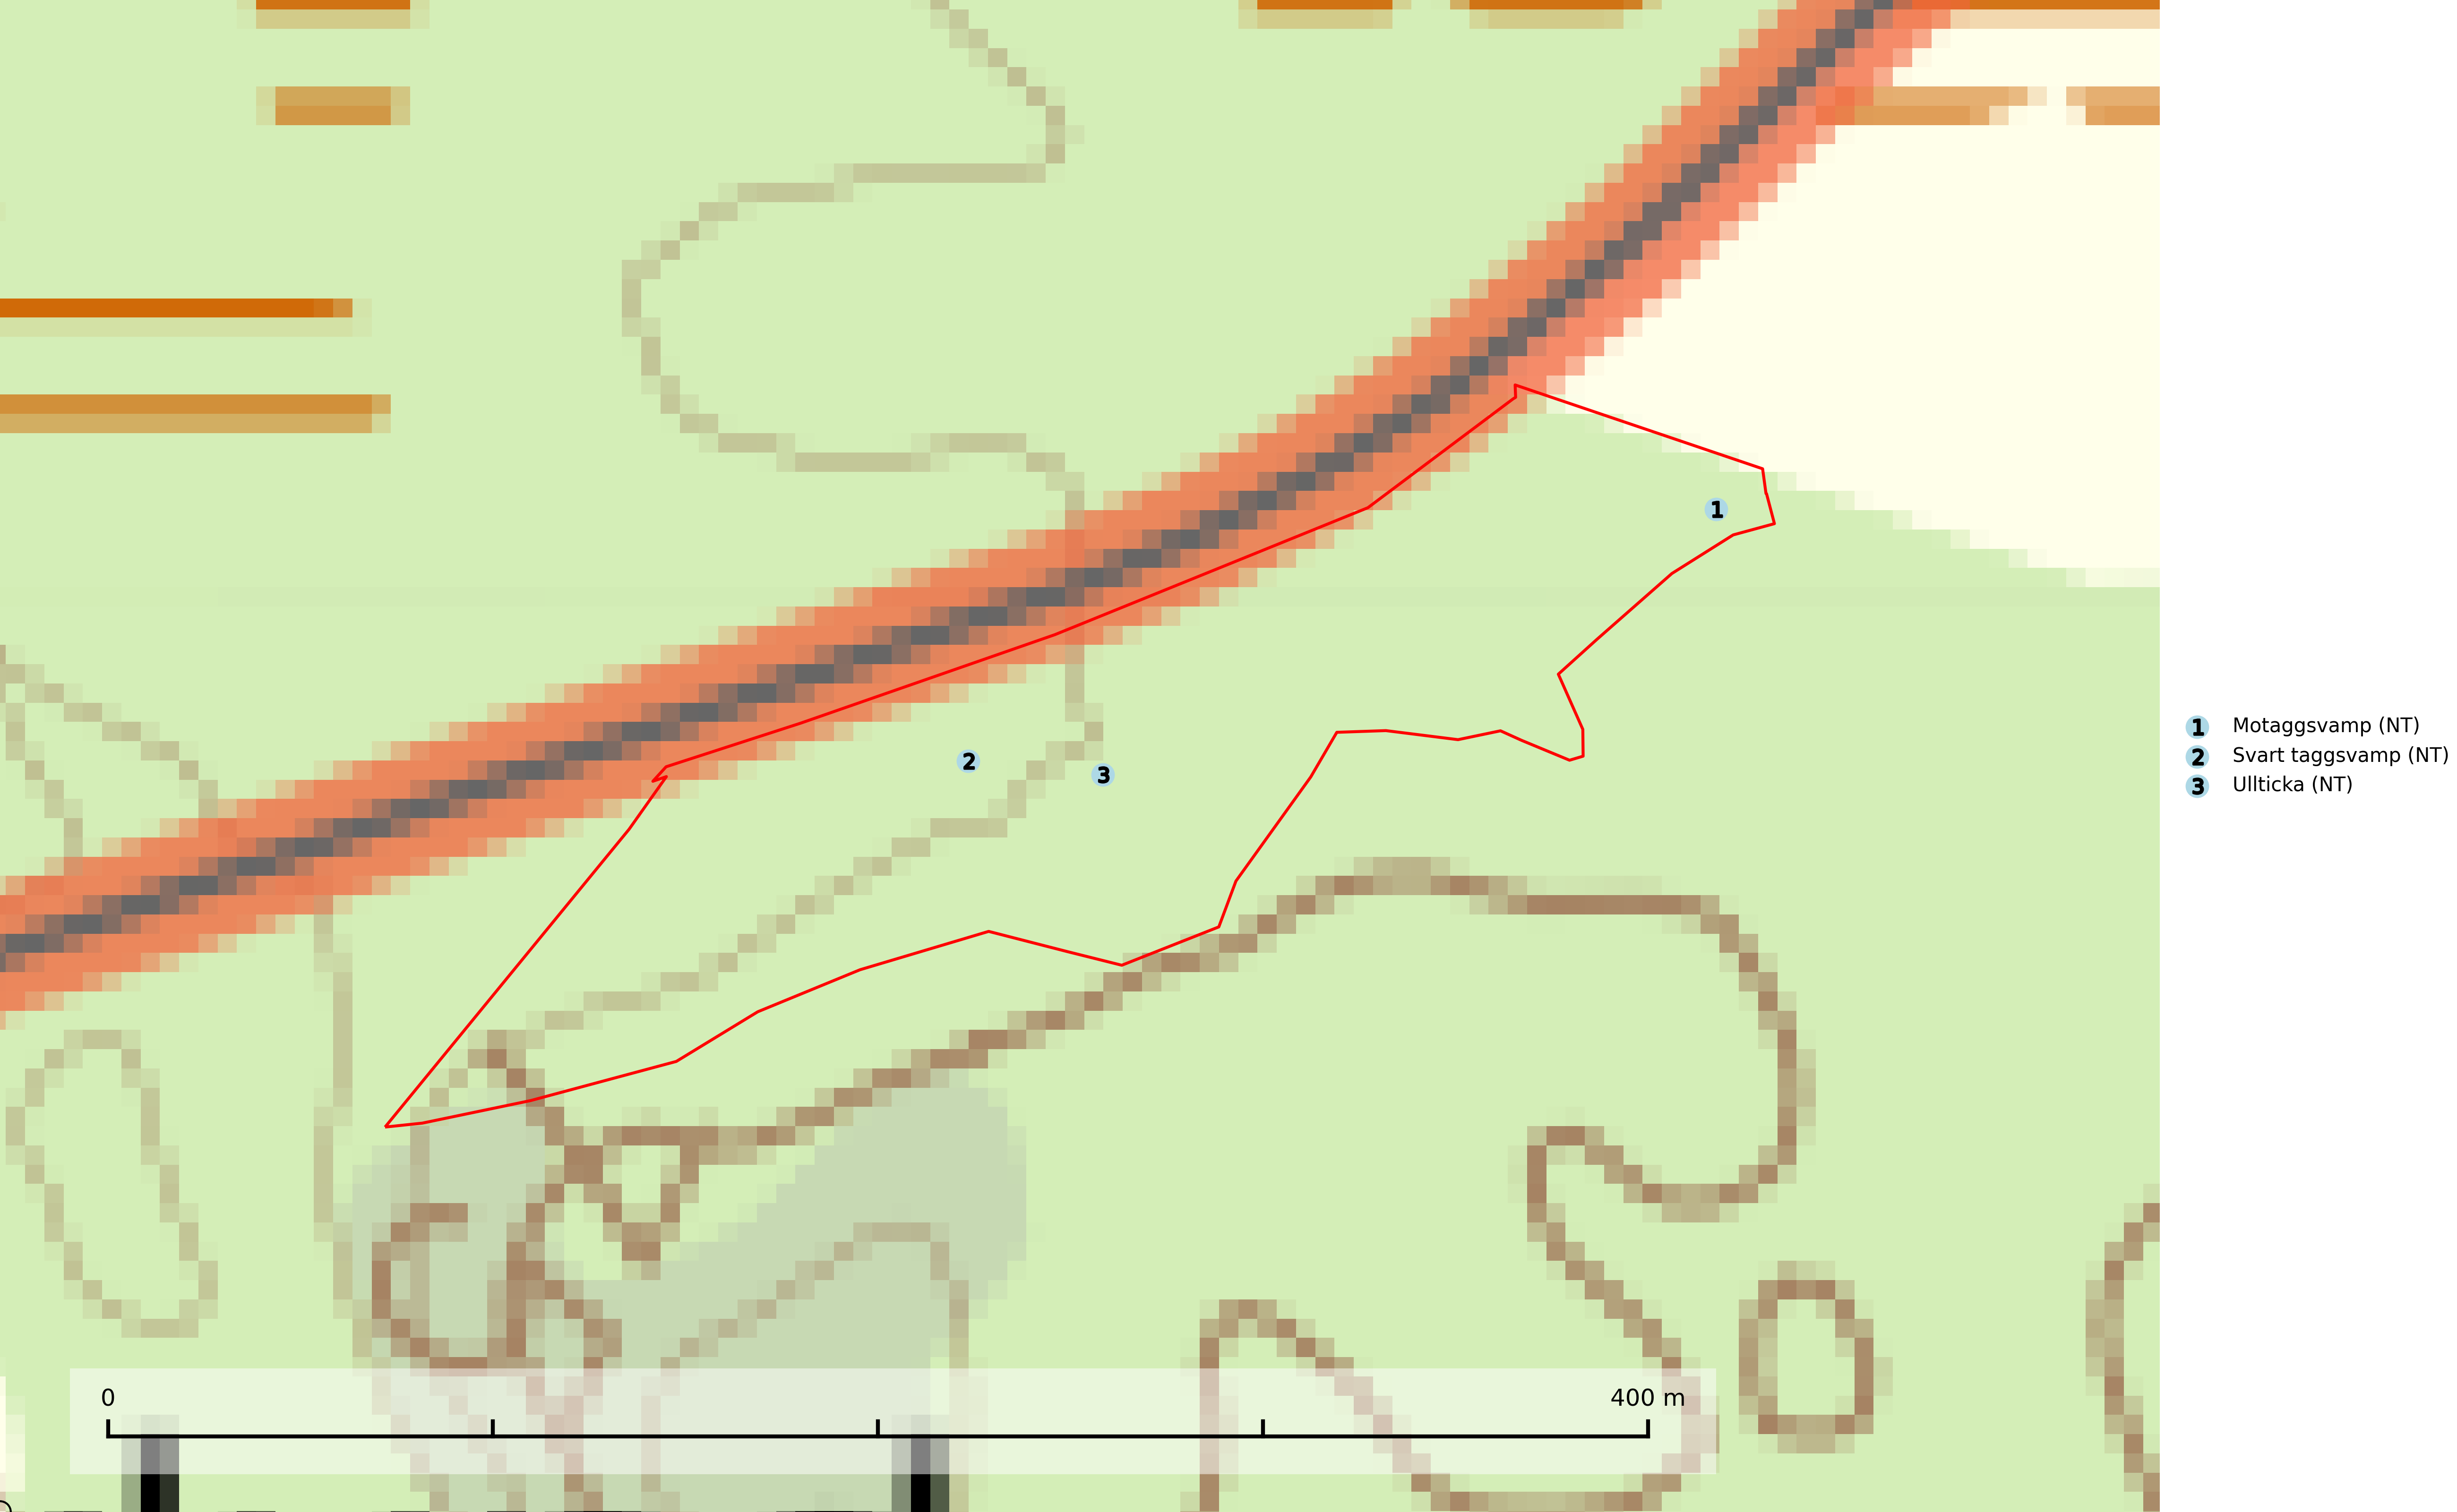 1
2
3
1 Motaggsvamp (NT)
2 Svart taggsvamp (NT)
3 Ullticka (NT)
0 400 m